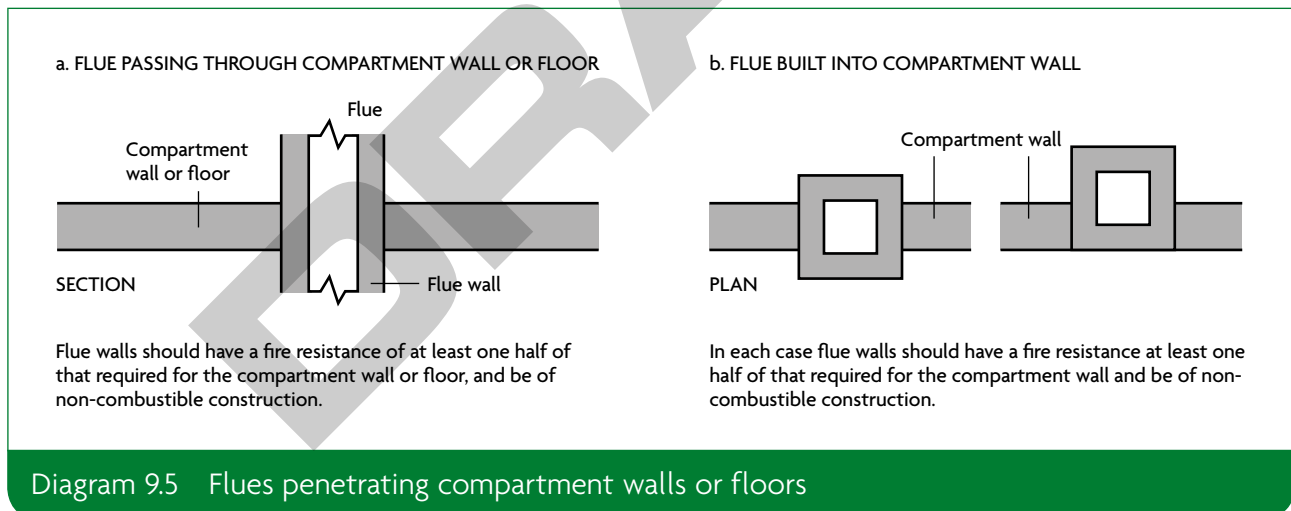 a. FLUE PASSING THROUGH COMPARTMENT WALL OR FLOOR
Flue
Compartment
wall or floor
SECTION
Flue wall
Flue walls should have a fire resistance of at least one half of
that required for the compartment wall or floor, and be of
non-combustible construction.
b. FLUE BUILT INTO COMPARTMENT WALL
Compartment wall
PLAN
In each case flue walls should have a fire resistance at least one
half of that required for the compartment wall and be of non-
combustible construction.
Diagram 9.5 Flues penetrating compartment walls or floors